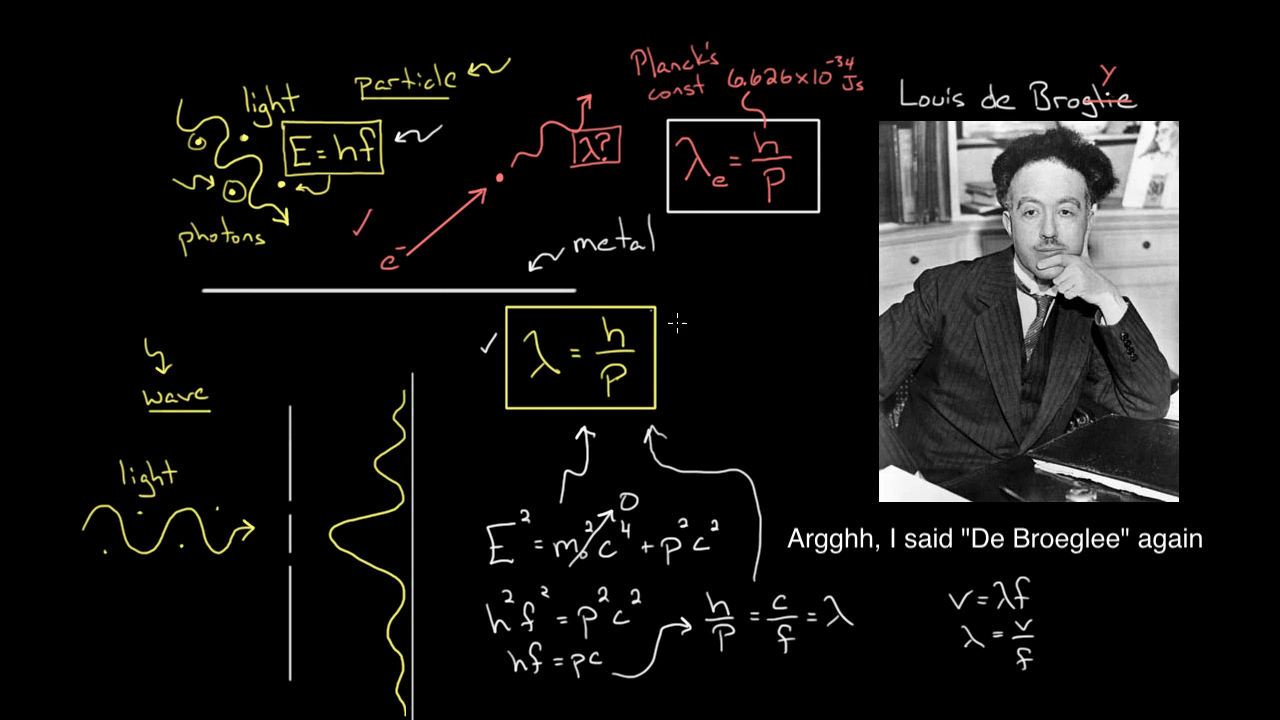 particle
light
E = hf
photons
e⁻
λ?
Planck's
const 6.626×10⁻³⁴ Js
λₑ = h/p
Louis de Broglie
y
metal
λ = h/p
wave
light
E² = m₀²c⁴ + p²c²
0
h²f² = p²c²
hf = pc
h/p = c/f = λ
Argghh, I said "De Broeglee" again
v = λf
λ = v/f